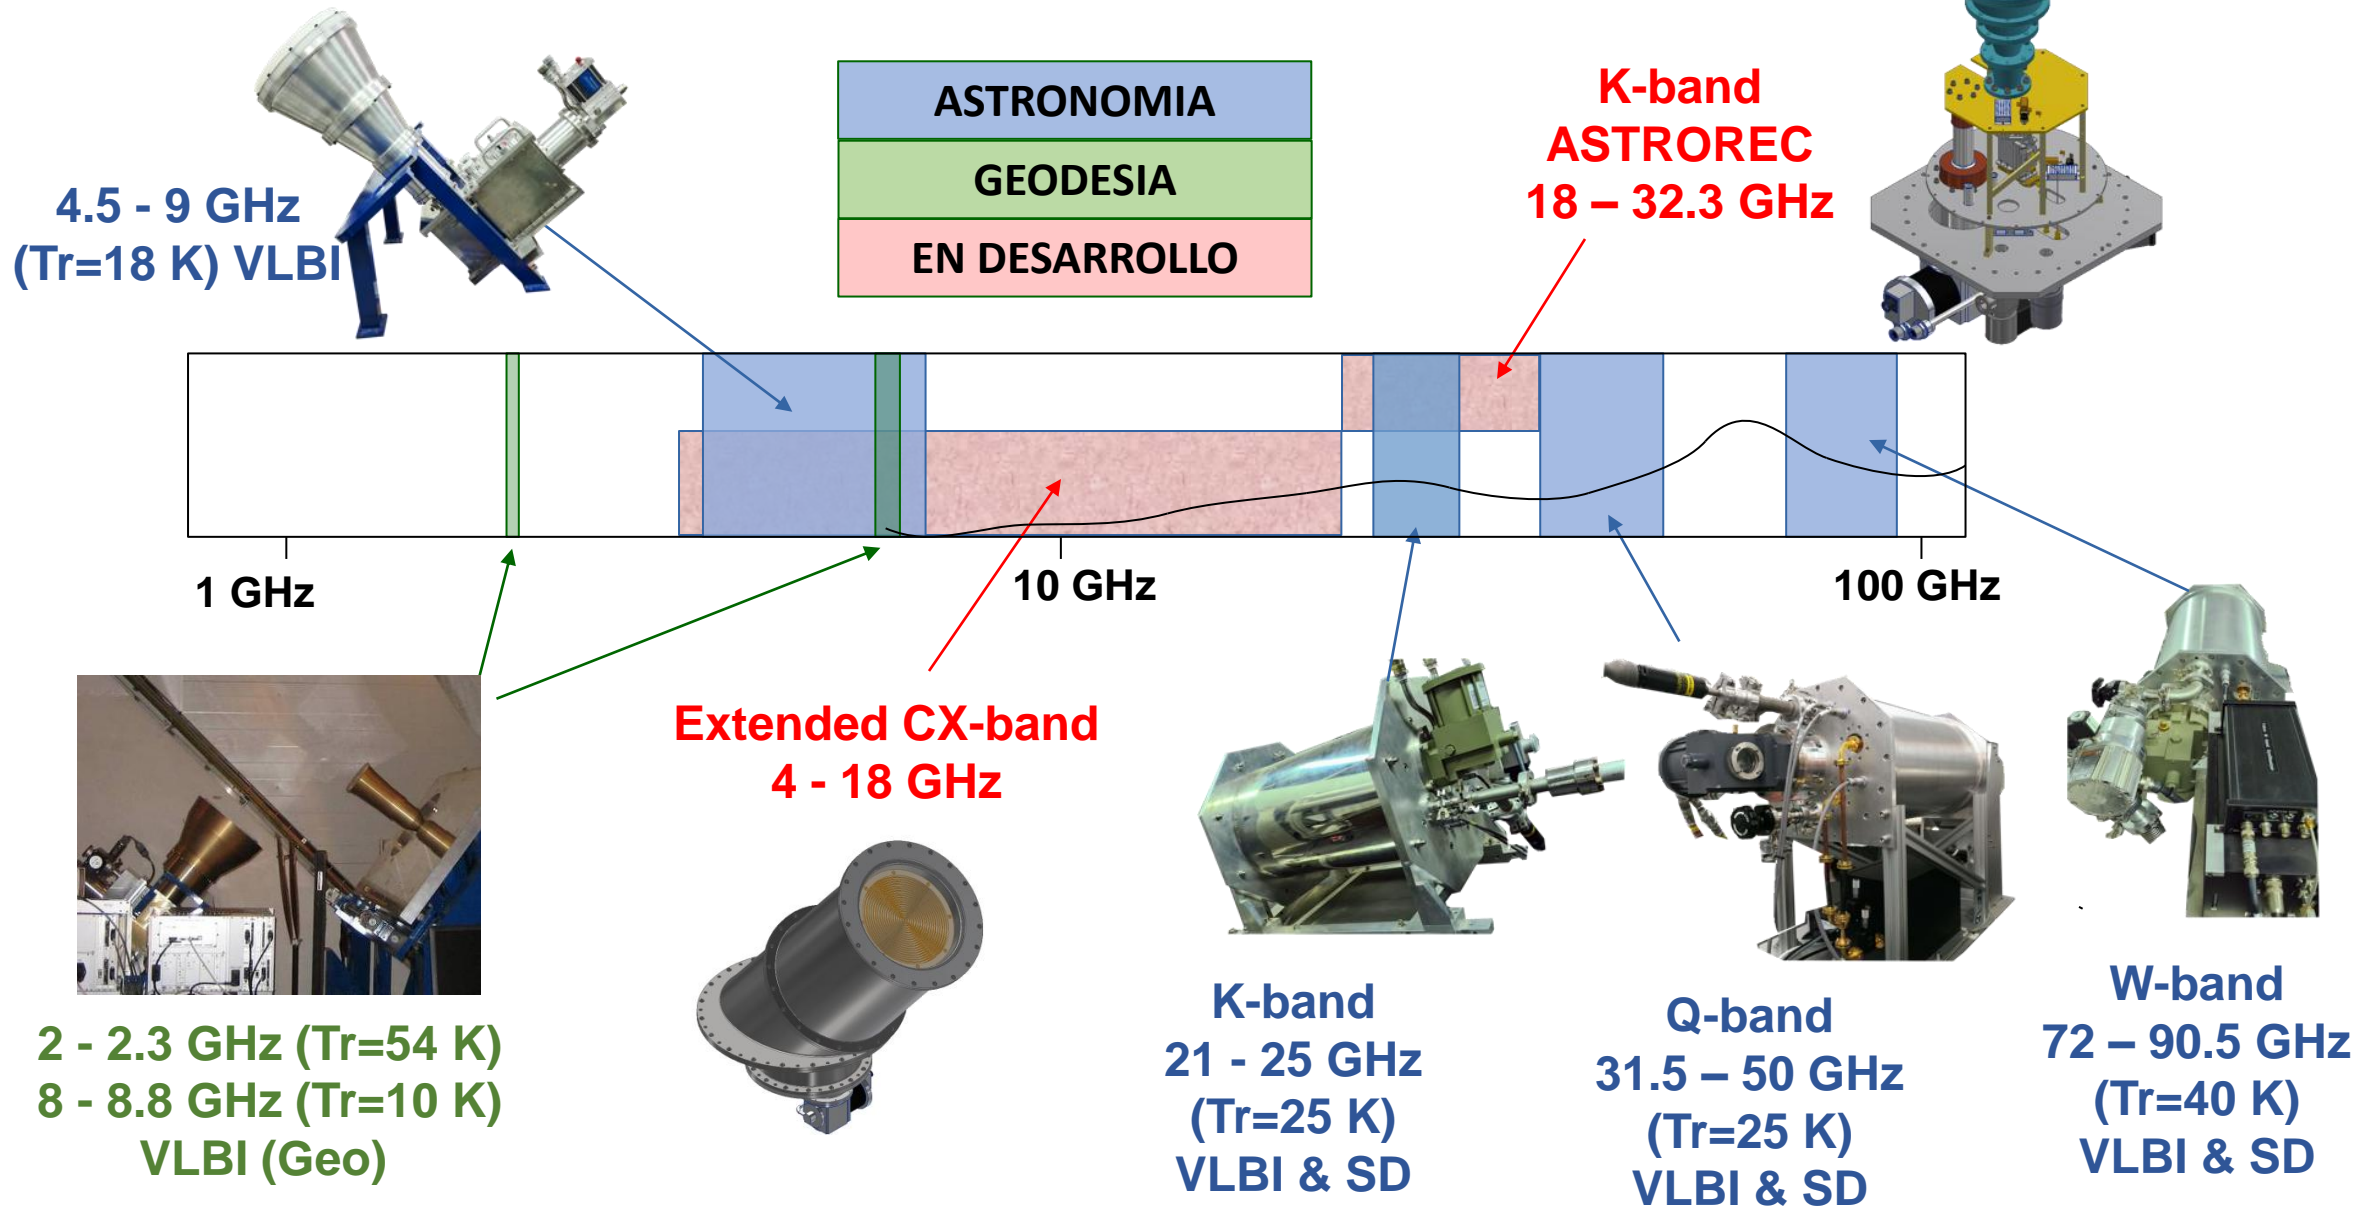 ASTRONOMIA
GEODESIA
EN DESARROLLO
K-band
ASTROREC
18 – 32.3 GHz
4.5 - 9 GHz
(Tr=18 K) VLBI
1 GHz
10 GHz
100 GHz
Extended CX-band
4 - 18 GHz
2 - 2.3 GHz (Tr=54 K)
8 - 8.8 GHz (Tr=10 K)
VLBI (Geo)
K-band
21 - 25 GHz
(Tr=25 K)
VLBI & SD
Q-band
31.5 – 50 GHz
(Tr=25 K)
VLBI & SD
W-band
72 – 90.5 GHz
(Tr=40 K)
VLBI & SD